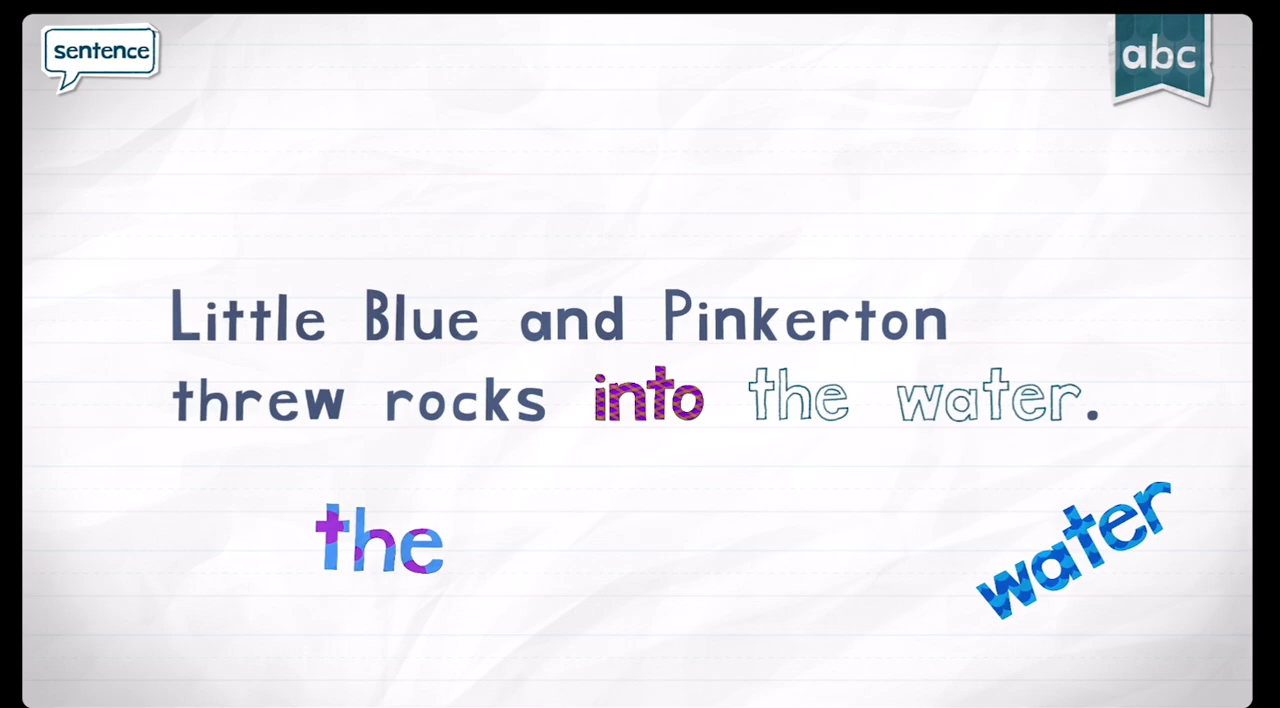 sentence
abc
Little Blue and Pinkerton
threw rocks into the water.
the
water